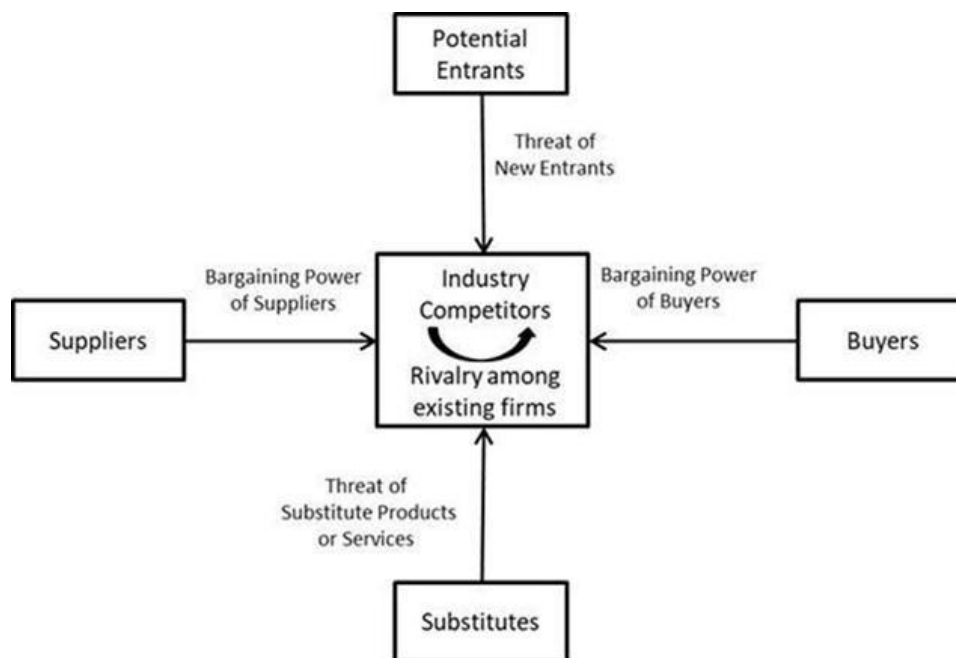 Potential
Entrants
Threat of
New Entrants
Bargaining Power
of Suppliers
Industry
Competitors
Bargaining Power
of Buyers
Suppliers
Buyers
Rivalry among
existing firms
Threat of
Substitute Products
or Services
Substitutes